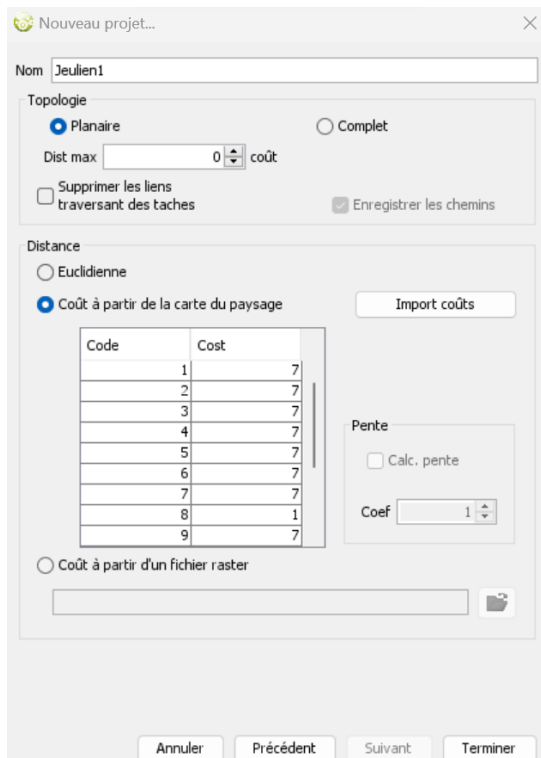 Nouveau projet...
Nom Jeulien1
Topologie
Planaire Complet
Dist max 0 coût
Supprimer les liens
traversant des taches
Enregistrer les chemins
Distance
Euclidienne
Coût à partir de la carte du paysage Import coûts
Code Cost
1 7
2 7
3 7
4 7
5 7
6 7
7 7
8 1
9 7
Pente
Calc. pente
Coef 1
Coût à partir d'un fichier raster
Annuler Précédent Suivant Terminer